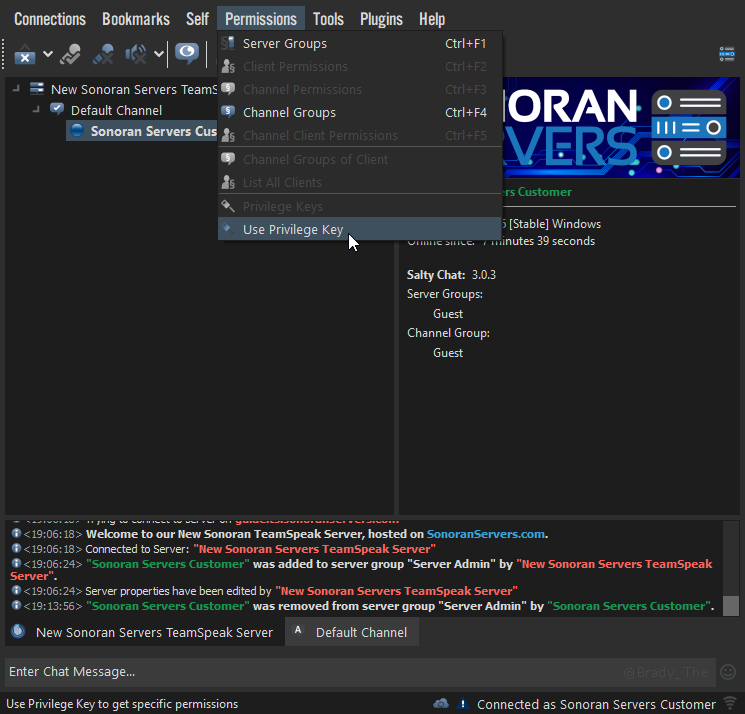 Connections Bookmarks Self Permissions Tools Plugins Help
Server Groups Ctrl+F1
Client Permissions Ctrl+F2
Channel Permissions Ctrl+F3
Channel Groups Ctrl+F4
Channel Client Permissions Ctrl+F5
Channel Groups of Client
List All Clients
Privilege Keys
Use Privilege Key
New Sonoran Servers TeamS
Default Channel
Sonoran Servers Cus
NORAN
VERS
rs Customer
[Stable] Windows
Online since: 7 minutes 39 seconds
Salty Chat: 3.0.3
Server Groups:
Guest
Channel Group:
Guest
<19:06:18> Trying to connect to server on
<19:06:18> Welcome to our New Sonoran TeamSpeak Server, hosted on SonoranServers.com.
<19:06:18> Connected to Server: "New Sonoran Servers TeamSpeak Server"
<19:06:24> "Sonoran Servers Customer" was added to server group "Server Admin" by "New Sonoran Servers TeamSpeak
Server".
<19:06:24> Server properties have been edited by "New Sonoran Servers TeamSpeak Server"
<19:13:56> "Sonoran Servers Customer" was removed from server group "Server Admin" by "Sonoran Servers Customer".
New Sonoran Servers TeamSpeak Server
A Default Channel
Enter Chat Message...
@Brady_The
Use Privilege Key to get specific permissions
Connected as Sonoran Servers Customer